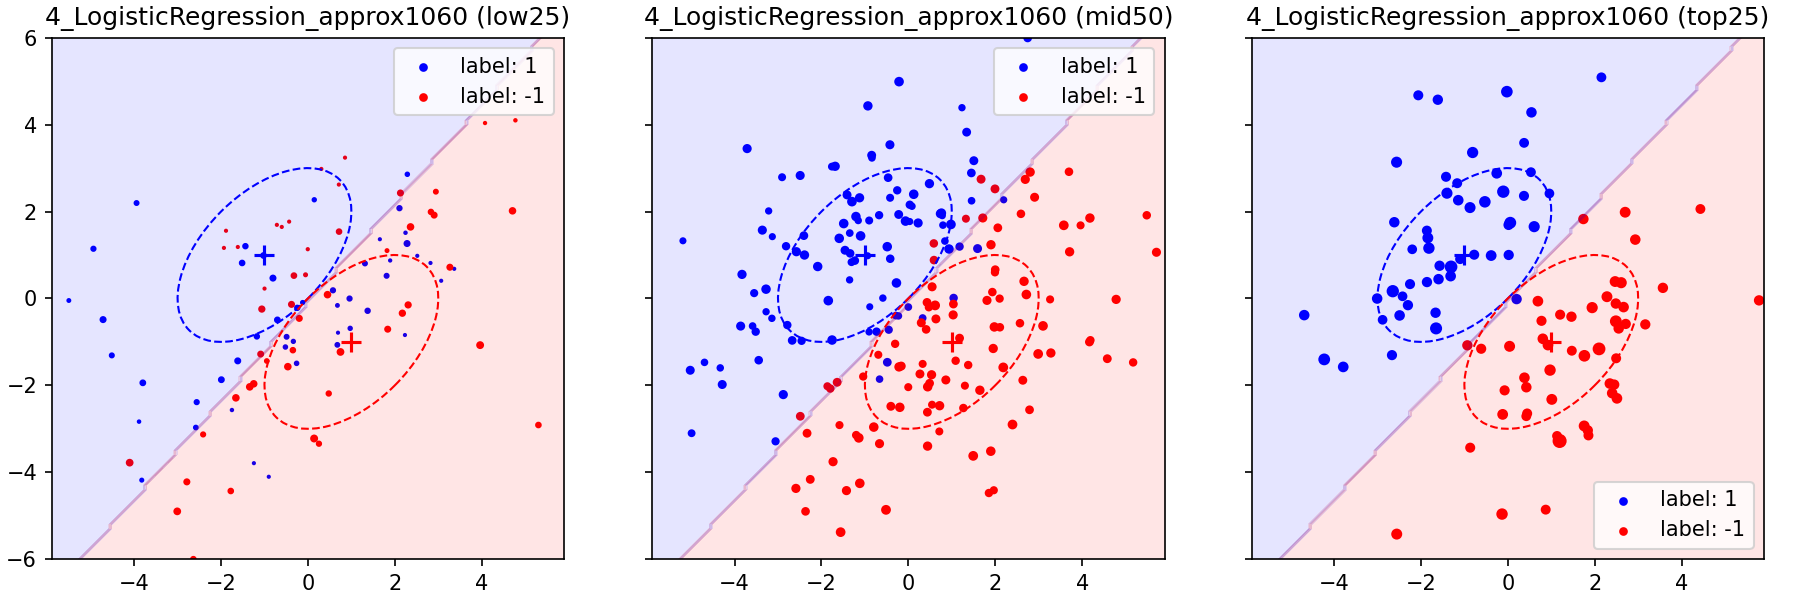 4_LogisticRegression_approx1060 (low25)
4_LogisticRegression_approx1060 (mid50)
4_LogisticRegression_approx1060 (top25)
label: 1
label: -1
label: 1
label: -1
label: 1
label: -1
6
4
2
0
−2
−4
−6
−4 −2 0 2 4
−4 −2 0 2 4
−4 −2 0 2 4